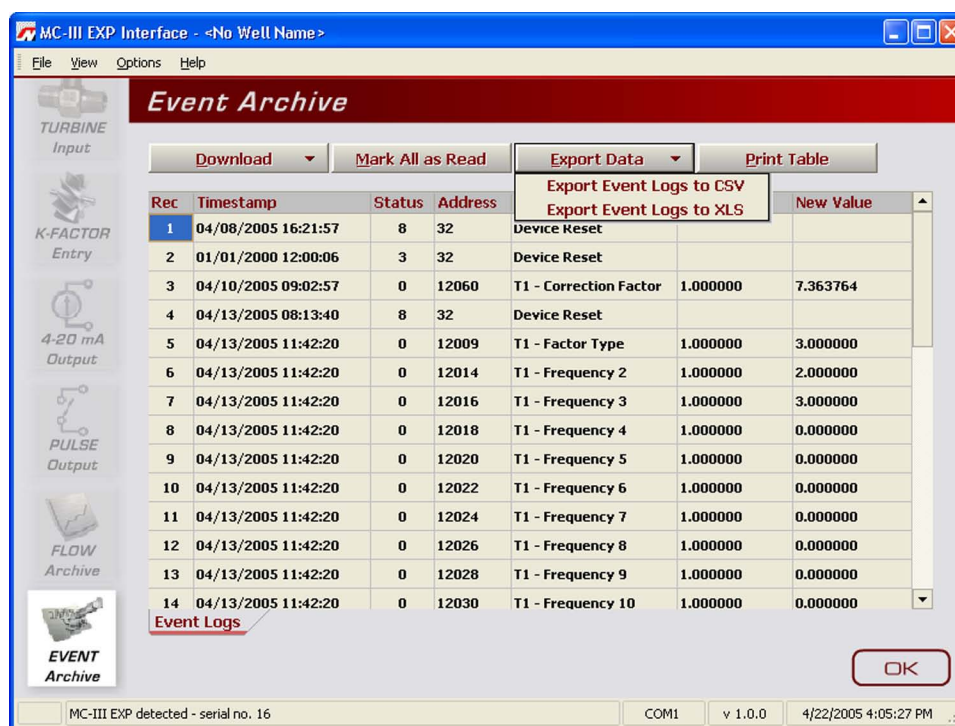 MC-III EXP Interface - <No Well Name>
File View Options Help
Event Archive
TURBINE
Input
K-FACTOR
Entry
4-20 mA
Output
PULSE
Output
FLOW
Archive
EVENT
Archive
Download Mark All as Read Export Data Print Table
Export Event Logs to CSV
Export Event Logs to XLS
Rec Timestamp Status Address New Value
1 04/08/2005 16:21:57 8 32 Device Reset
2 01/01/2000 12:00:06 3 32 Device Reset
3 04/10/2005 09:02:57 0 12060 T1 - Correction Factor 1.000000 7.363764
4 04/13/2005 08:13:40 8 32 Device Reset
5 04/13/2005 11:42:20 0 12009 T1 - Factor Type 1.000000 3.000000
6 04/13/2005 11:42:20 0 12014 T1 - Frequency 2 1.000000 2.000000
7 04/13/2005 11:42:20 0 12016 T1 - Frequency 3 1.000000 3.000000
8 04/13/2005 11:42:20 0 12018 T1 - Frequency 4 1.000000 0.000000
9 04/13/2005 11:42:20 0 12020 T1 - Frequency 5 1.000000 0.000000
10 04/13/2005 11:42:20 0 12022 T1 - Frequency 6 1.000000 0.000000
11 04/13/2005 11:42:20 0 12024 T1 - Frequency 7 1.000000 0.000000
12 04/13/2005 11:42:20 0 12026 T1 - Frequency 8 1.000000 0.000000
13 04/13/2005 11:42:20 0 12028 T1 - Frequency 9 1.000000 0.000000
14 04/13/2005 11:42:20 0 12030 T1 - Frequency 10 1.000000 0.000000
Event Logs
OK
MC-III EXP detected - serial no. 16 COM1 v 1.0.0 4/22/2005 4:05:27 PM